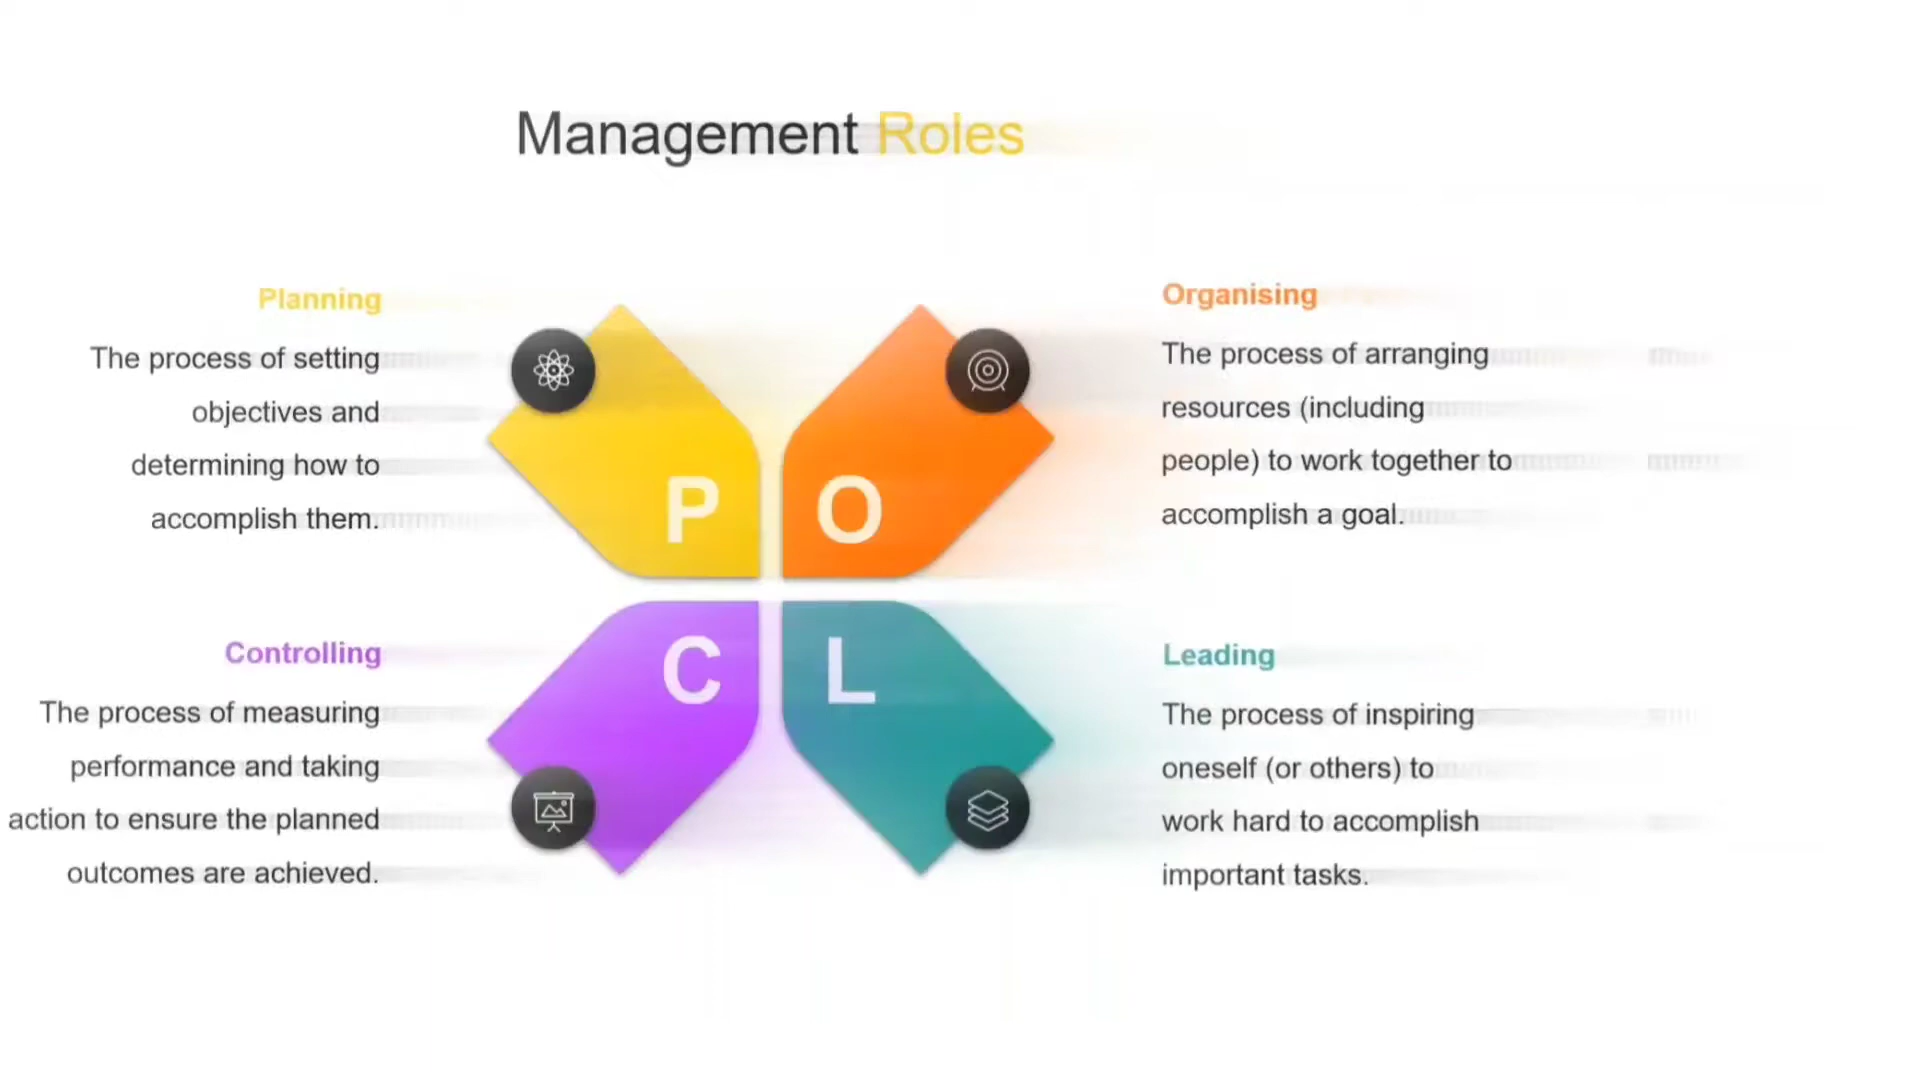 Management Roles
Planning
The process of setting
objectives and
determining how to
accomplish them.
Organising
The process of arranging
resources (including
people) to work together to
accomplish a goal.
P
O
C
L
Controlling
The process of measuring
performance and taking
action to ensure the planned
outcomes are achieved.
Leading
The process of inspiring
oneself (or others) to
work hard to accomplish
important tasks.